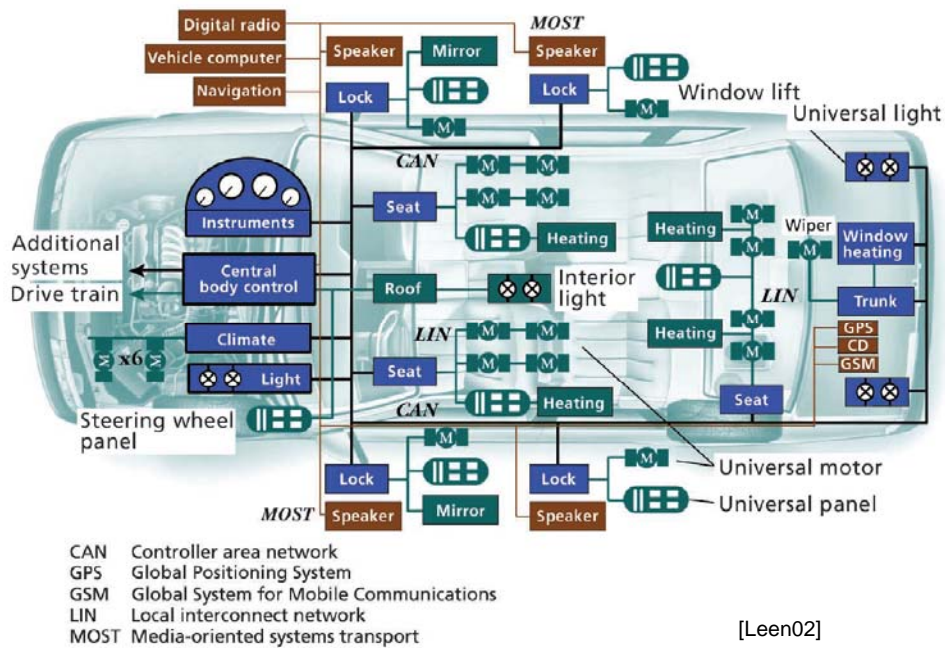 Digital radio
MOST
Vehicle computer
Speaker
Mirror
Speaker
Navigation
Lock
Lock
M
M
Window lift
Universal light
CAN
M M
Instruments
Seat
M M
Heating
Heating
M
M
Wiper
M
Window
heating
Additional
systems
Drive train
Central
body control
Roof
Interior
light
LIN
Trunk
LIN
M M
M
GPS
CD
GSM
Climate
M x6 M
Light
Seat
M M
Heating
M
CAN
Heating
Seat
Steering wheel
panel
M
M
Universal motor
Lock
Lock
Universal panel
MOST
Speaker
Mirror
Speaker
CAN Controller area network
GPS Global Positioning System
GSM Global System for Mobile Communications
LIN Local interconnect network
MOST Media-oriented systems transport
[Leen02]